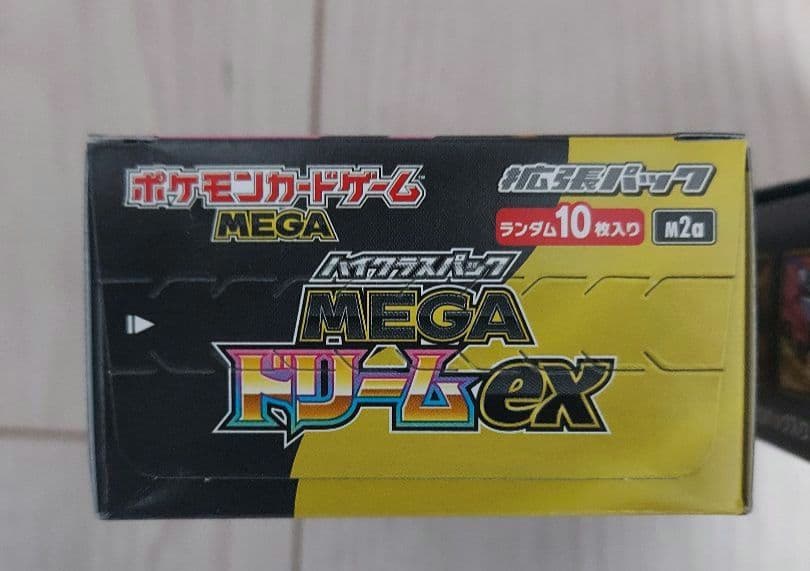 ポケモンカードゲーム
MEGA
拡張パック
ランダム10枚入り
M2a
ハイクラスパック
MEGA
ドリームex